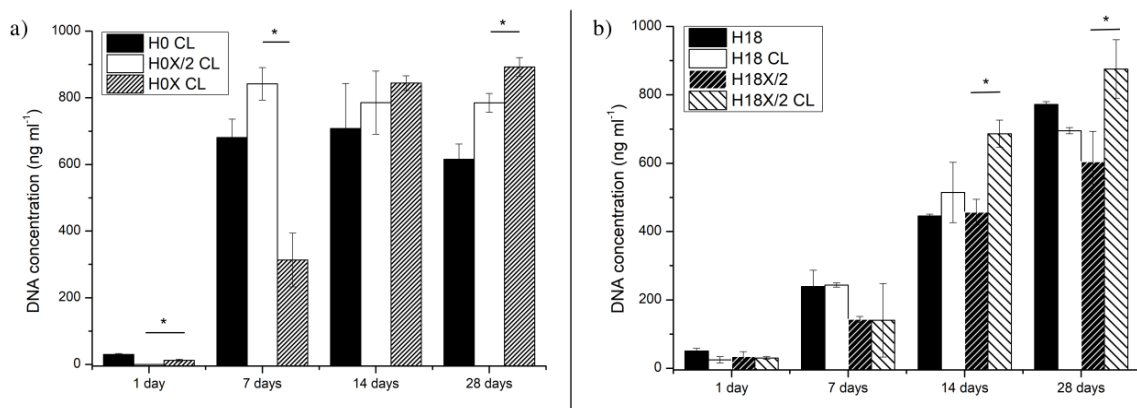 a)
H0 CL
H0X/2 CL
H0X CL
*
*
*
DNA concentration (ng ml⁻¹)
1000
800
600
400
200
0
1 day
7 days
14 days
28 days
b)
H18
H18 CL
H18X/2
H18X/2 CL
*
*
DNA concentration (ng ml⁻¹)
1000
800
600
400
200
0
1 day
7 days
14 days
28 days